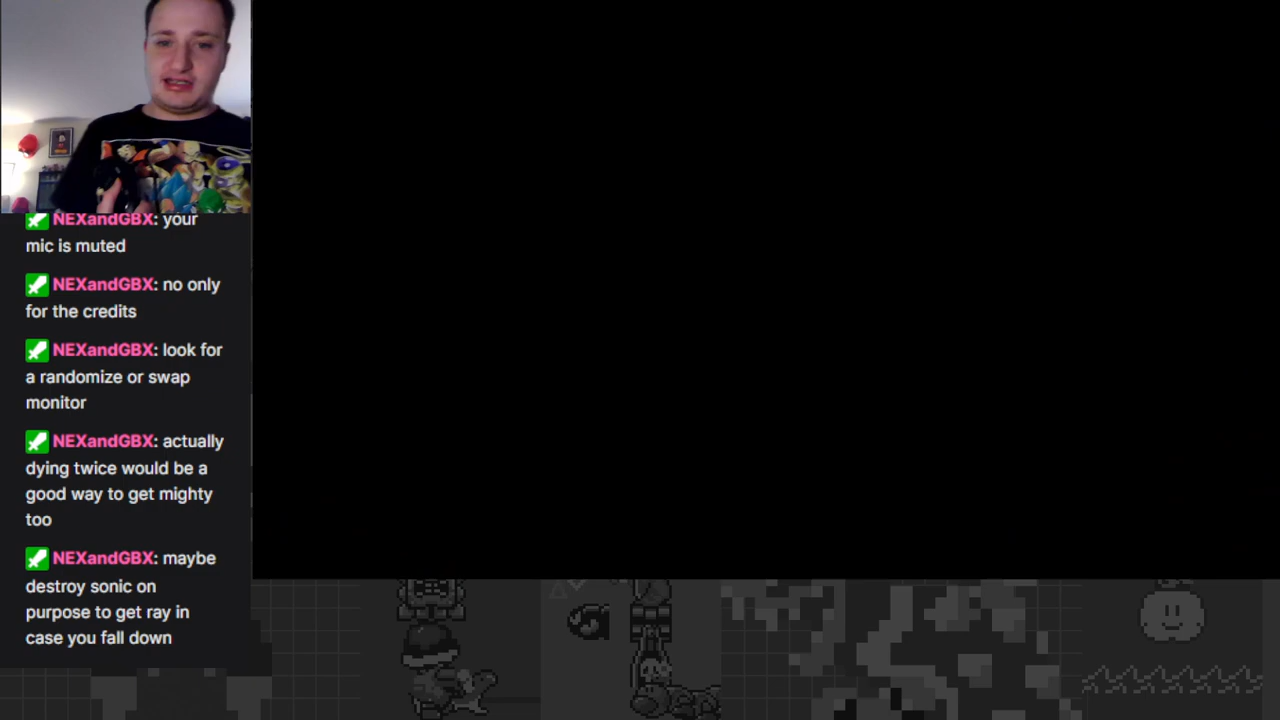 NEXandGBX: your
mic is muted
NEXandGBX: no only
for the credits
NEXandGBX: look for
a randomize or swap
monitor
NEXandGBX: actually
dying twice would be a
good way to get mighty
too
NEXandGBX: maybe
destroy sonic on
purpose to get ray in
case you fall down